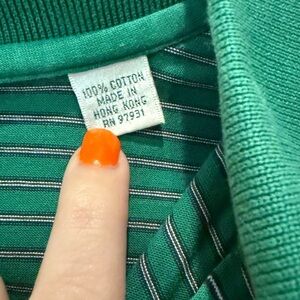 100% COTTON
MADE IN
HONG KONG
RN 97931